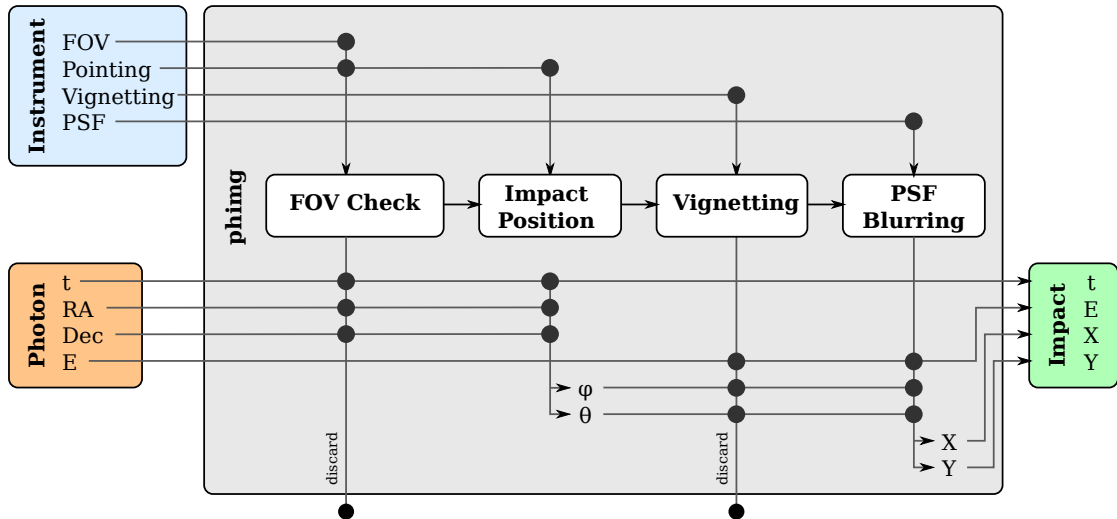 Instrument
FOV
Pointing
Vignetting
PSF
phimg
FOV Check
Impact
Position
Vignetting
PSF
Blurring
Photon
t
RA
Dec
E
φ
θ
X
Y
discard
discard
Impact
t
E
X
Y